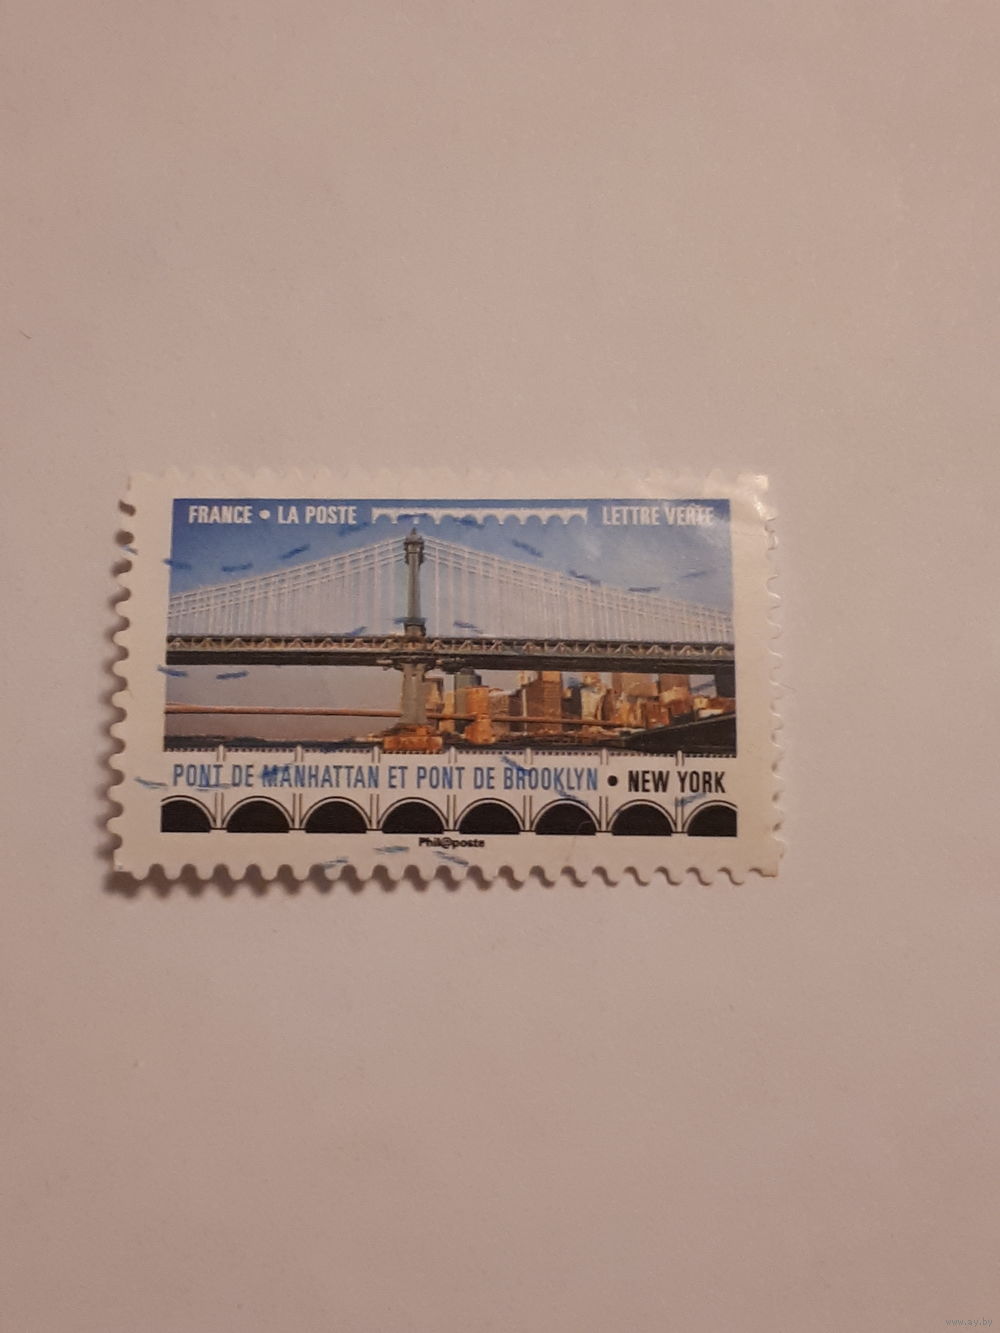 FRANCE • LA POSTE LETTRE VERTE
PONT DE MANHATTAN ET PONT DE BROOKLYN • NEW YORK
Phil@poste
www.ay.by